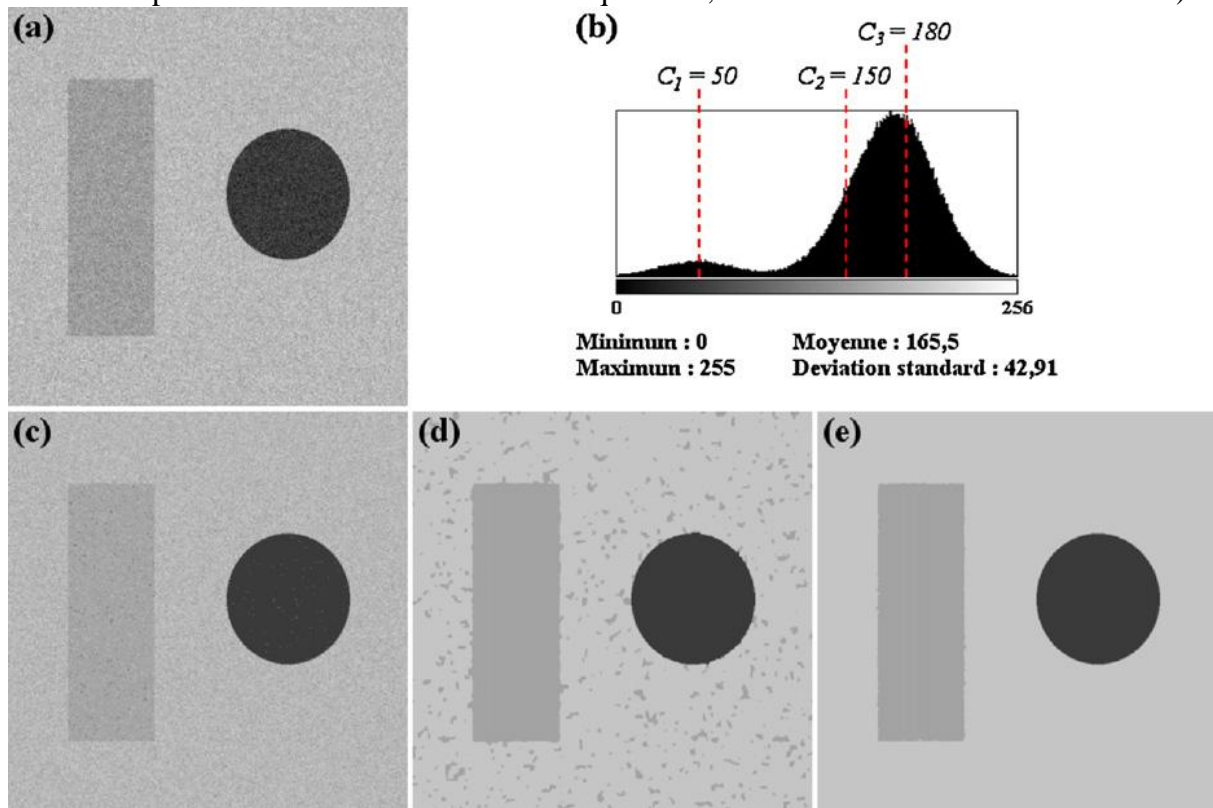 (a)
(b)
C₃ = 180
C₁ = 50
C₂ = 150
0
256
Minimum : 0
Moyenne : 165,5
Maximum : 255
Deviation standard : 42,91
(c)
(d)
(e)